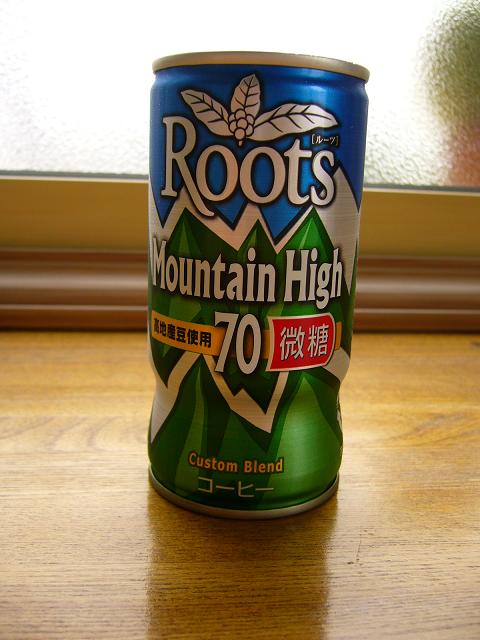 Roots
[ルーツ]
Mountain High
高地産豆使用 70 微糖
Custom Blend
コーヒー